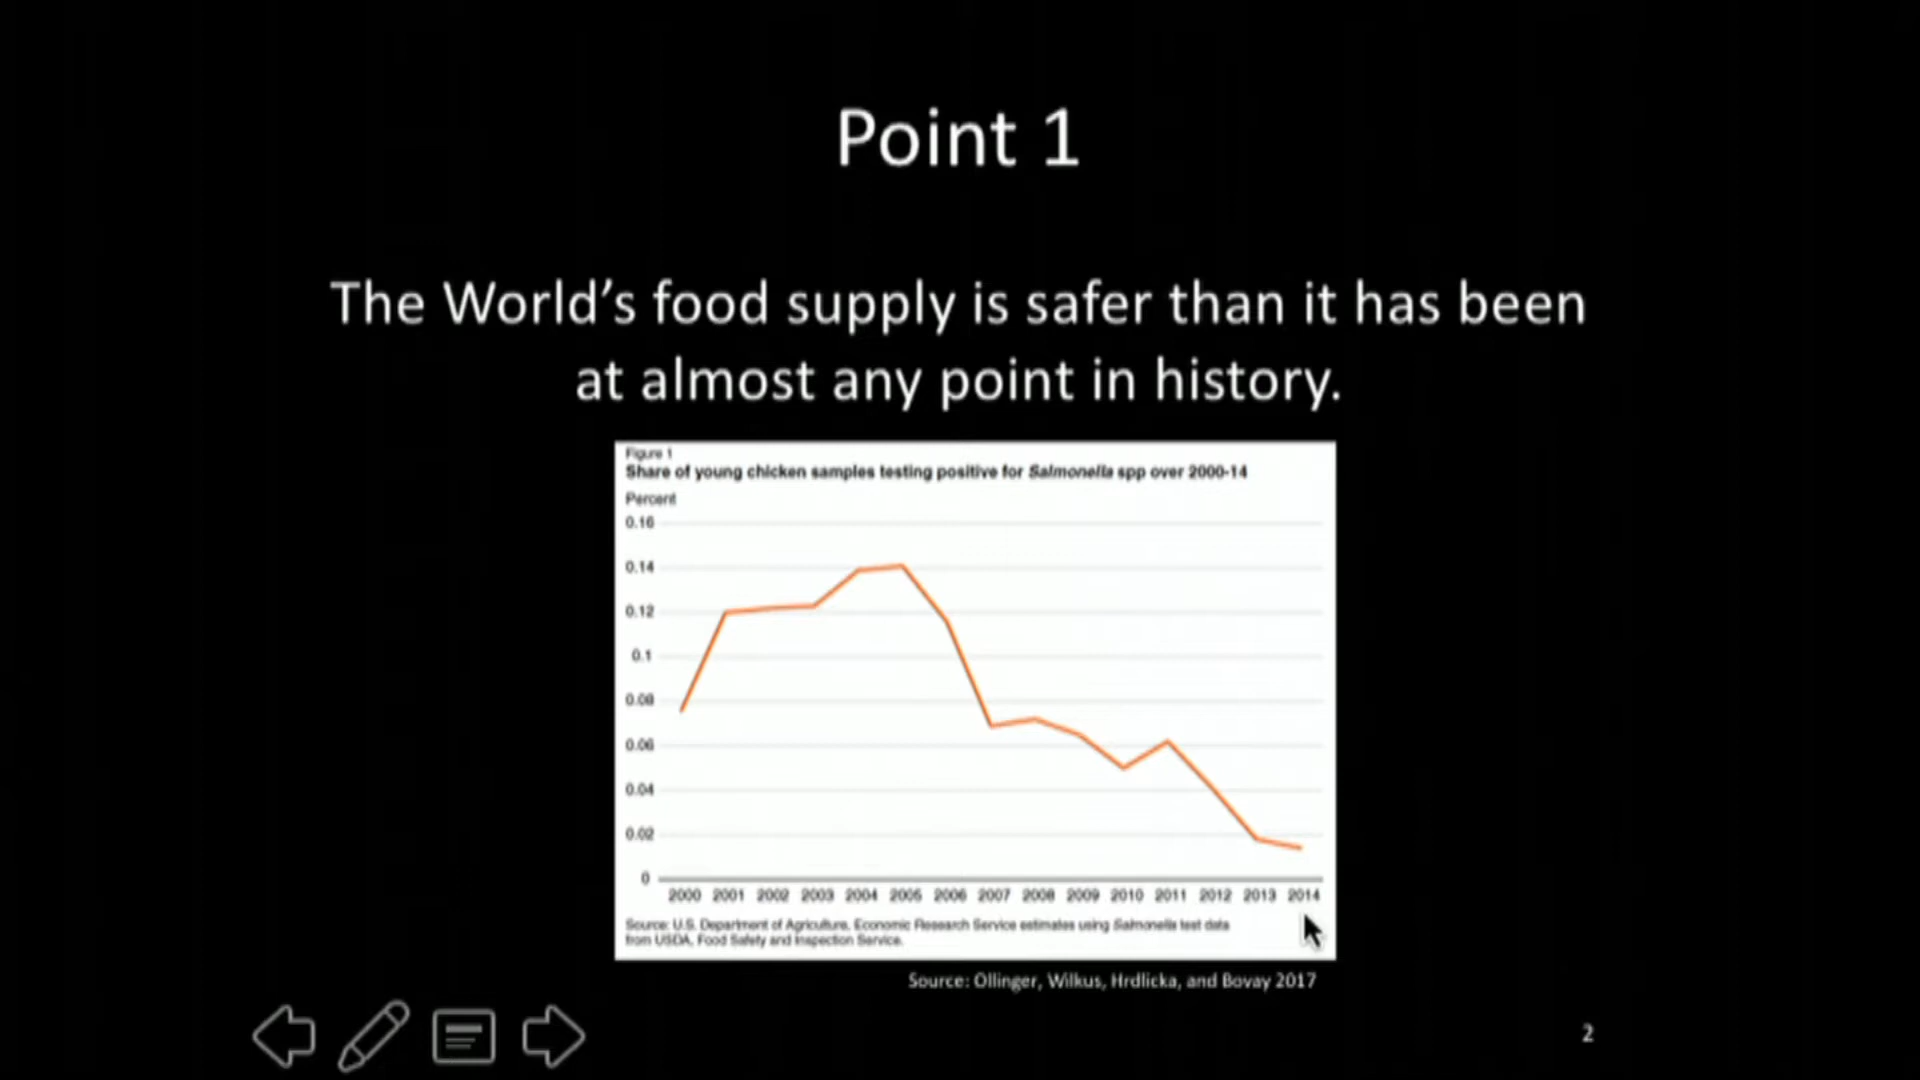 Point 1
The World's food supply is safer than it has been
at almost any point in history.
Figure 1
Share of young chicken samples testing positive for Salmonella spp over 2000-14
Percent
0.16
0.14
0.12
0.1
0.08
0.06
0.04
0.02
0
2000 2001 2002 2003 2004 2005 2006 2007 2008 2009 2010 2011 2012 2013 2014
Source: U.S. Department of Agriculture, Economic Research Service estimates using Salmonella test data
from USDA, Food Safety and Inspection Service.
Source: Ollinger, Wilkus, Hrdlicka, and Bovay 2017
2